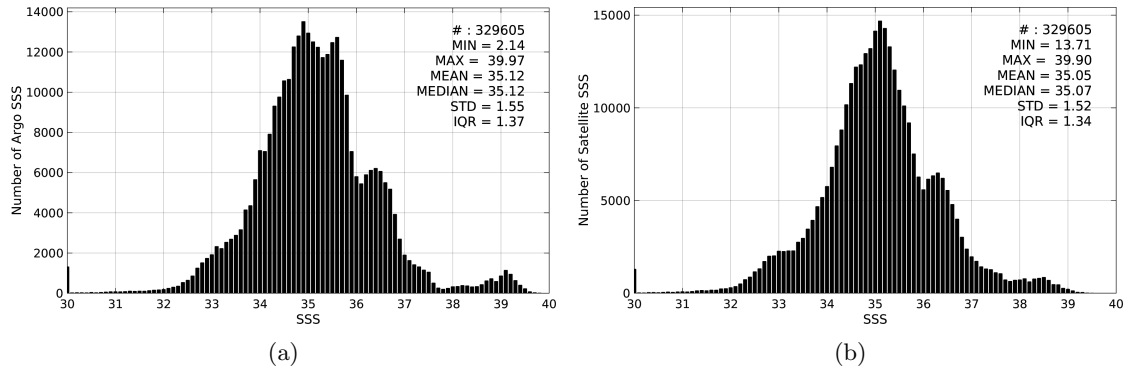 14000
12000
10000
8000
6000
4000
2000
0
Number of Argo SSS
# : 329605
MIN = 2.14
MAX = 39.97
MEAN = 35.12
MEDIAN = 35.12
STD = 1.55
IQR = 1.37
30 31 32 33 34 35 36 37 38 39 40
SSS
(a)
15000
10000
5000
0
Number of Satellite SSS
# : 329605
MIN = 13.71
MAX = 39.90
MEAN = 35.05
MEDIAN = 35.07
STD = 1.52
IQR = 1.34
30 31 32 33 34 35 36 37 38 39 40
SSS
(b)